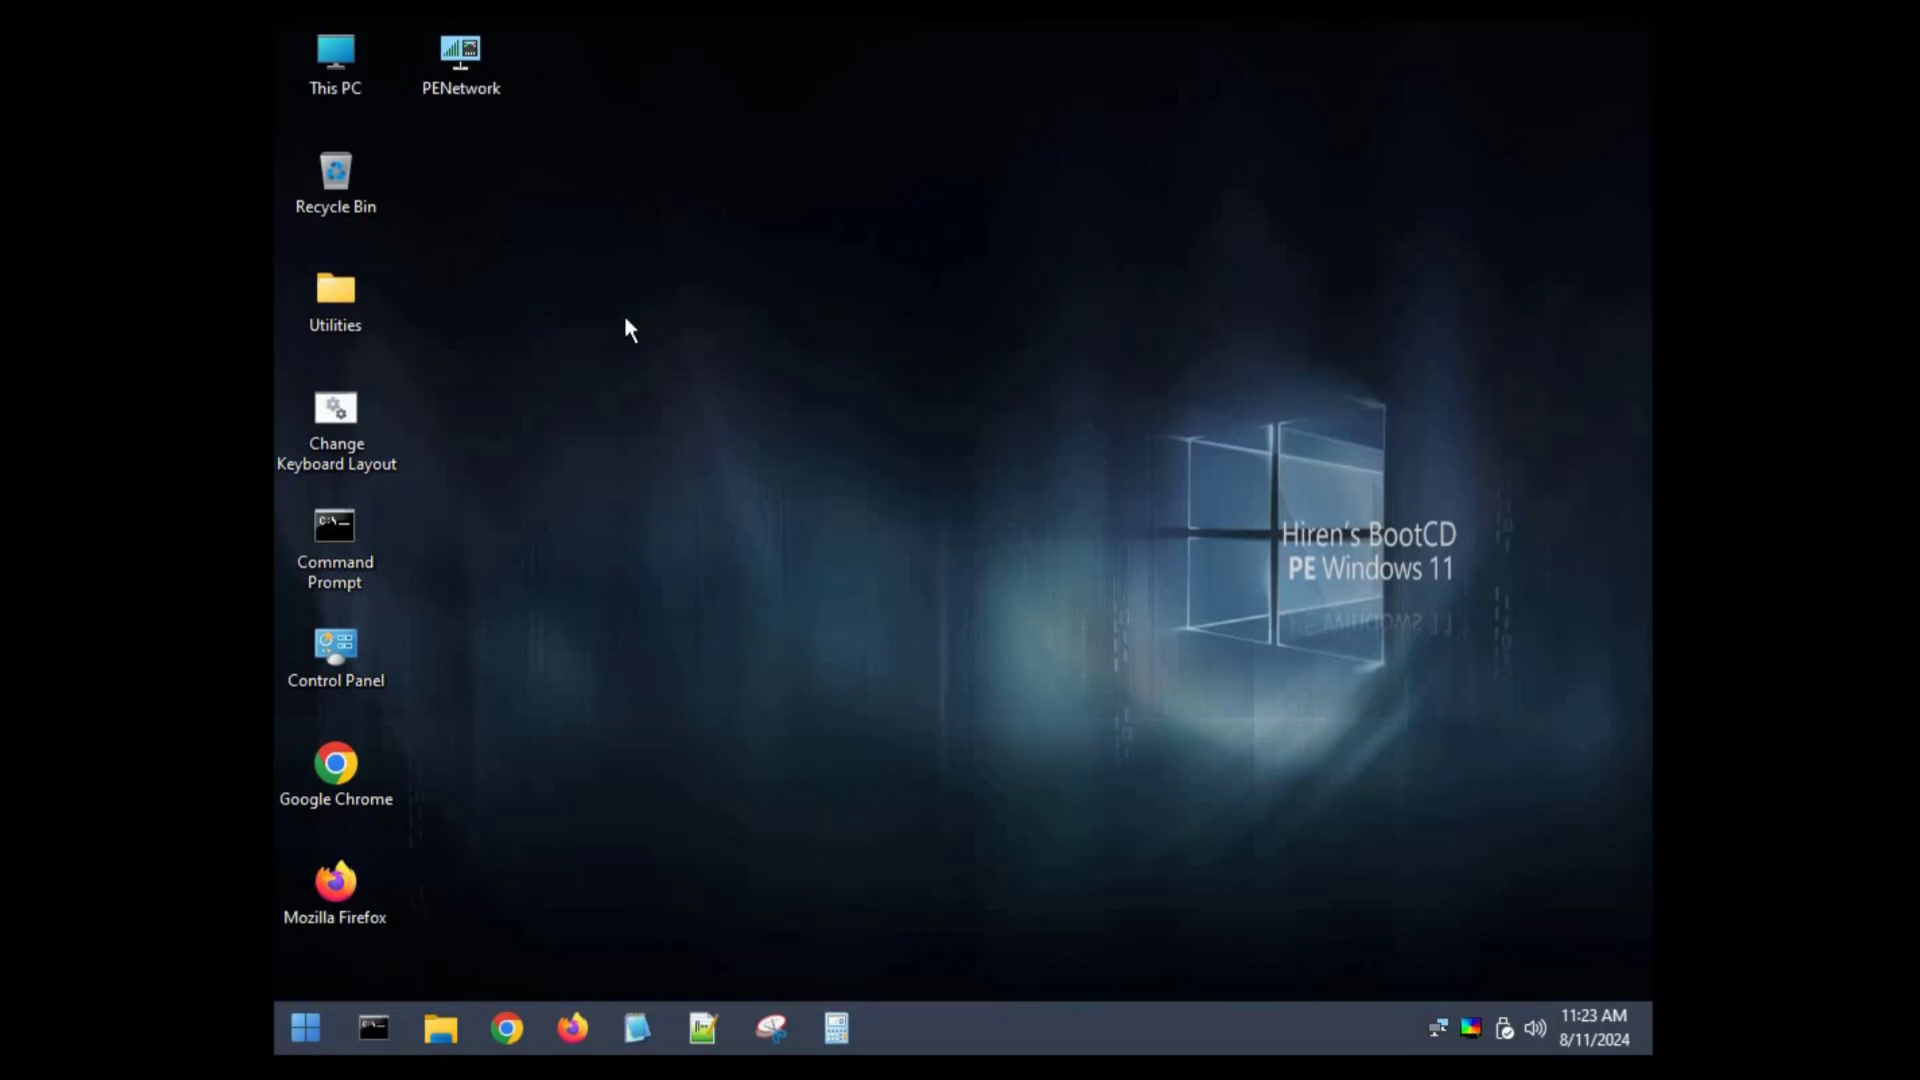 This PC
PENetwork
Recycle Bin
Utilities
Change
Keyboard Layout
C:\_
Command
Prompt
Control Panel
Google Chrome
Mozilla Firefox
Hiren's BootCD
PE Windows 11
11:23 AM
8/11/2024